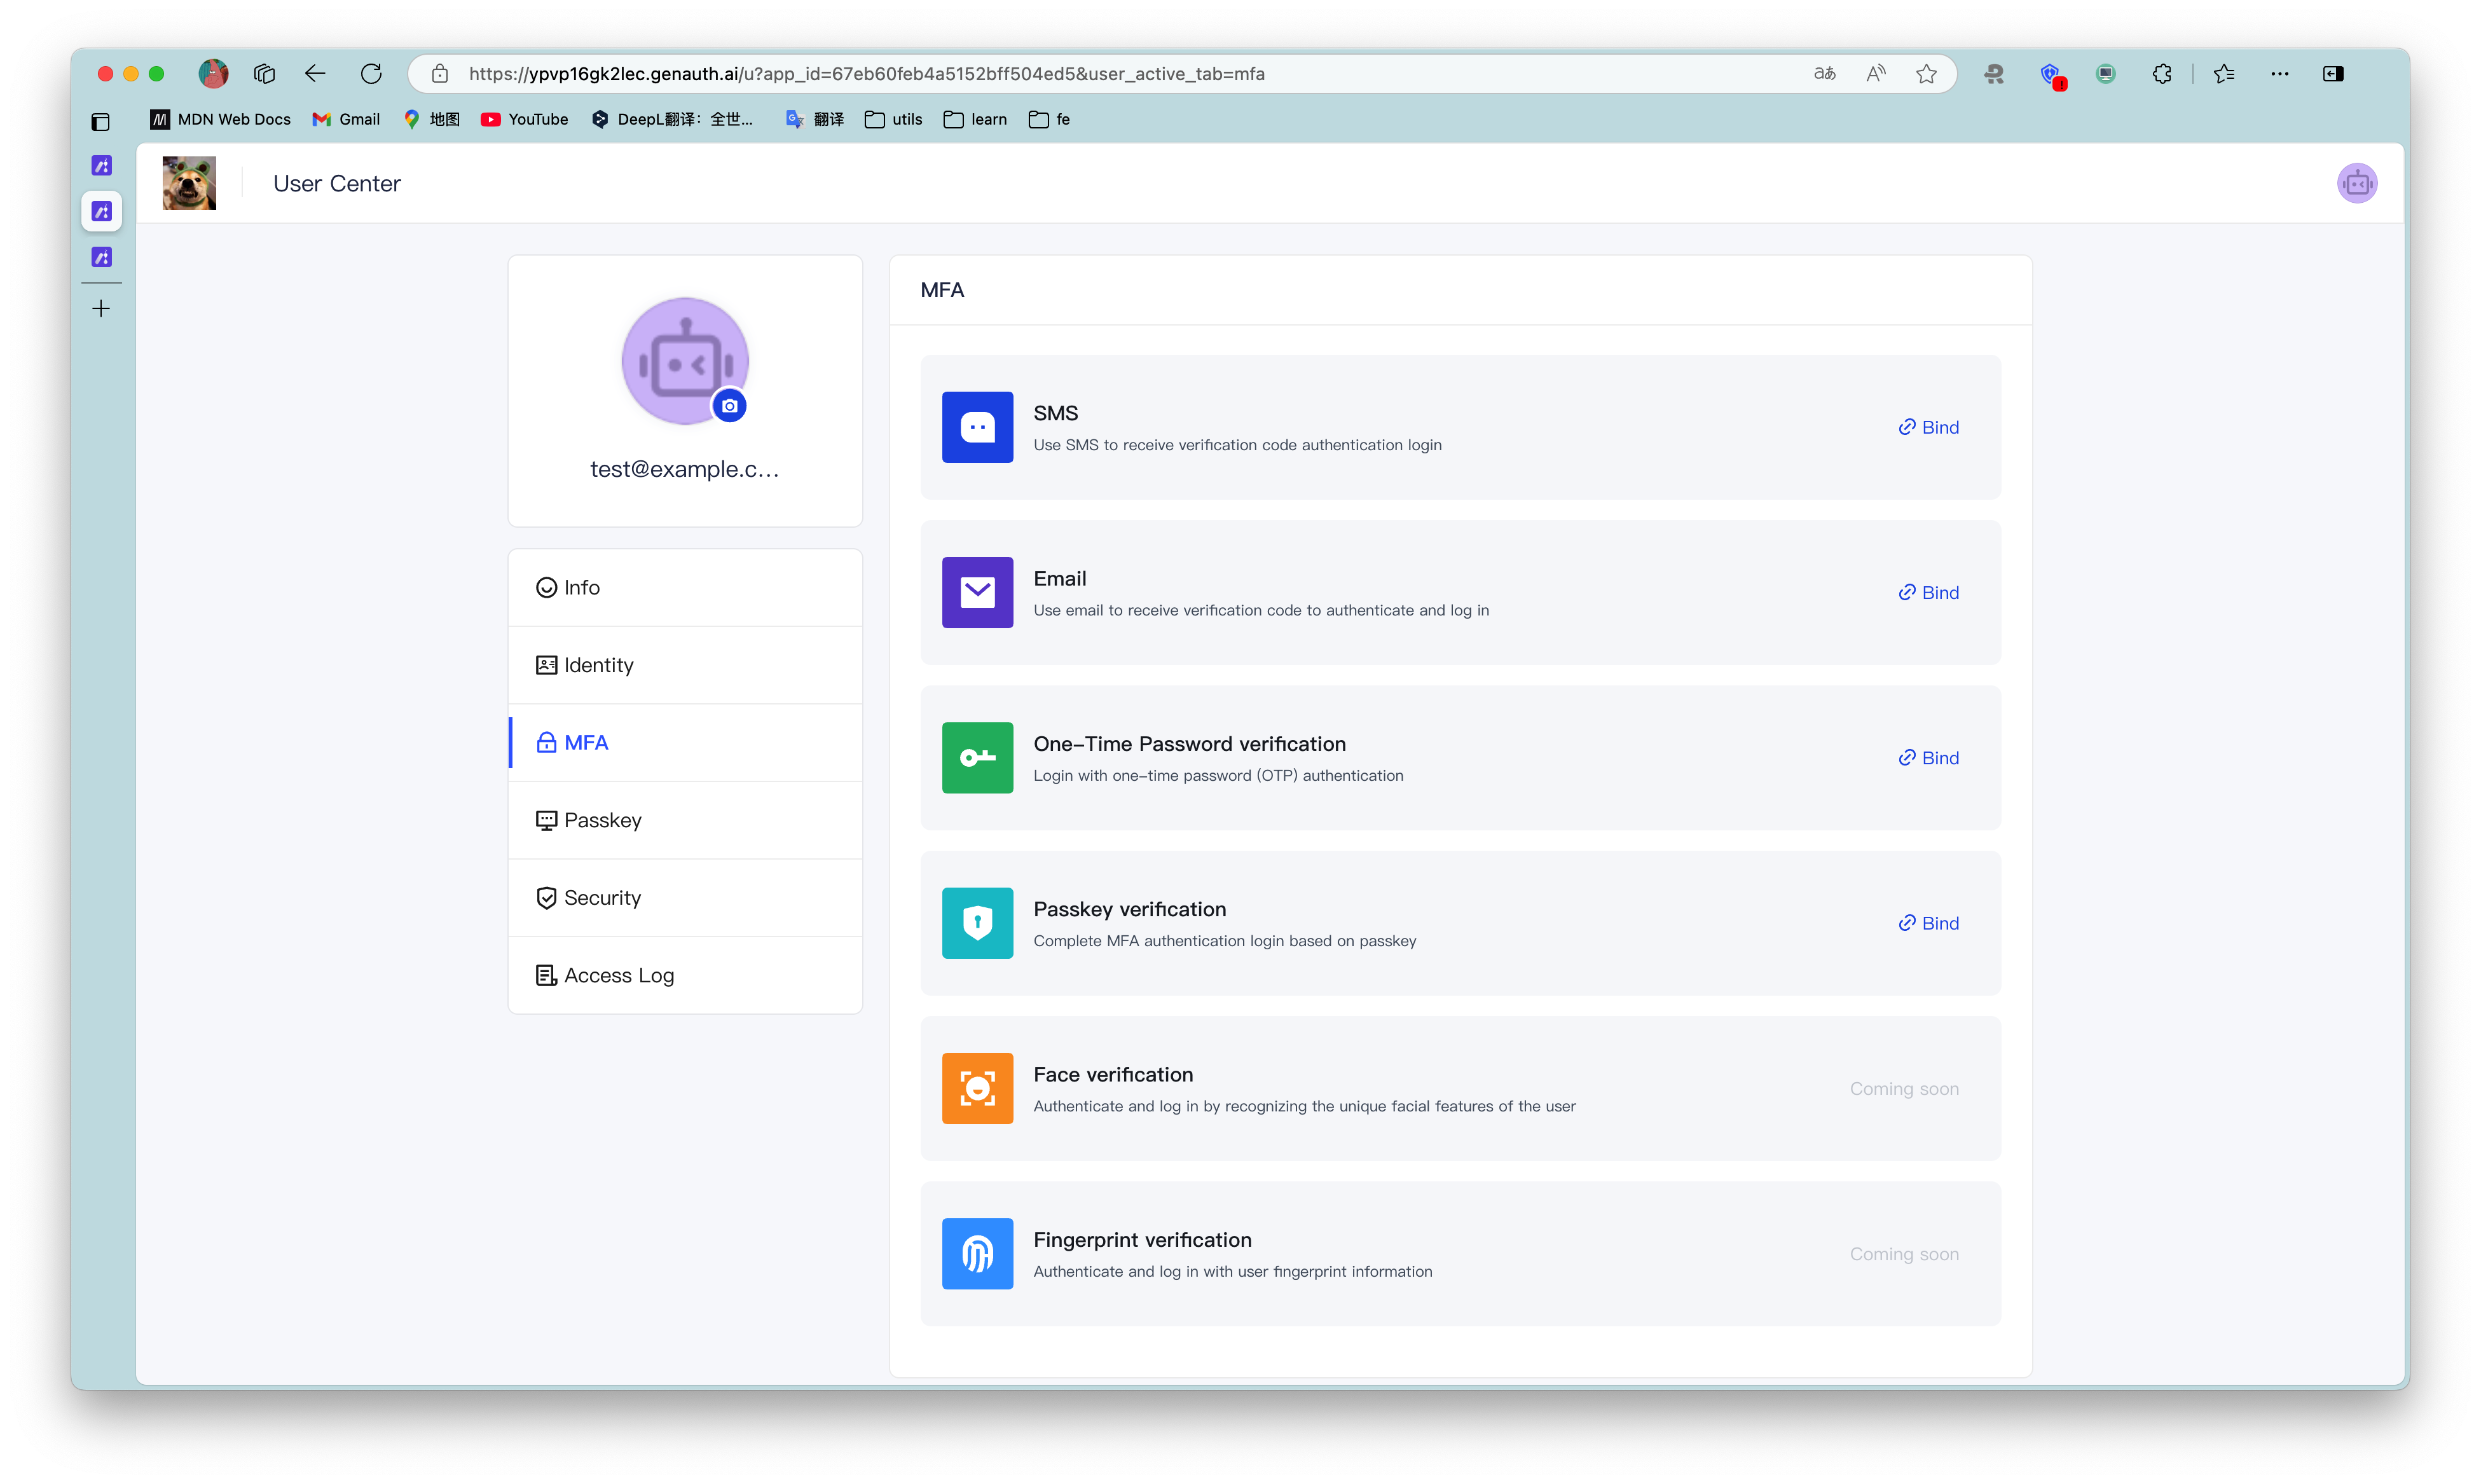 https://ypvp16gk2lec.genauth.ai/u?app_id=67eb60feb4a5152bff504ed5&user_active_tab=mfa
MDN Web Docs
Gmail
地图
YouTube
DeepL翻译：全世...
翻译
utils
learn
fe
User Center
test@example.c...
Info
Identity
MFA
Passkey
Security
Access Log
MFA
SMS
Use SMS to receive verification code authentication login
Bind
Email
Use email to receive verification code to authenticate and log in
Bind
One-Time Password verification
Login with one-time password (OTP) authentication
Bind
Passkey verification
Complete MFA authentication login based on passkey
Bind
Face verification
Authenticate and log in by recognizing the unique facial features of the user
Coming soon
Fingerprint verification
Authenticate and log in with user fingerprint information
Coming soon